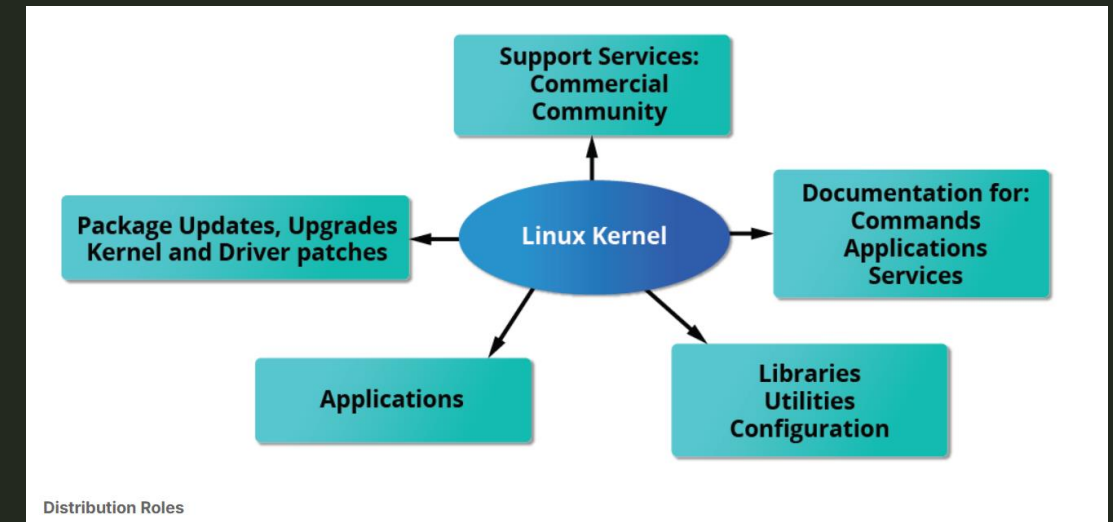 Support Services:
Commercial
Community
Package Updates, Upgrades
Kernel and Driver patches
Linux Kernel
Documentation for:
Commands
Applications
Services
Applications
Libraries
Utilities
Configuration
Distribution Roles